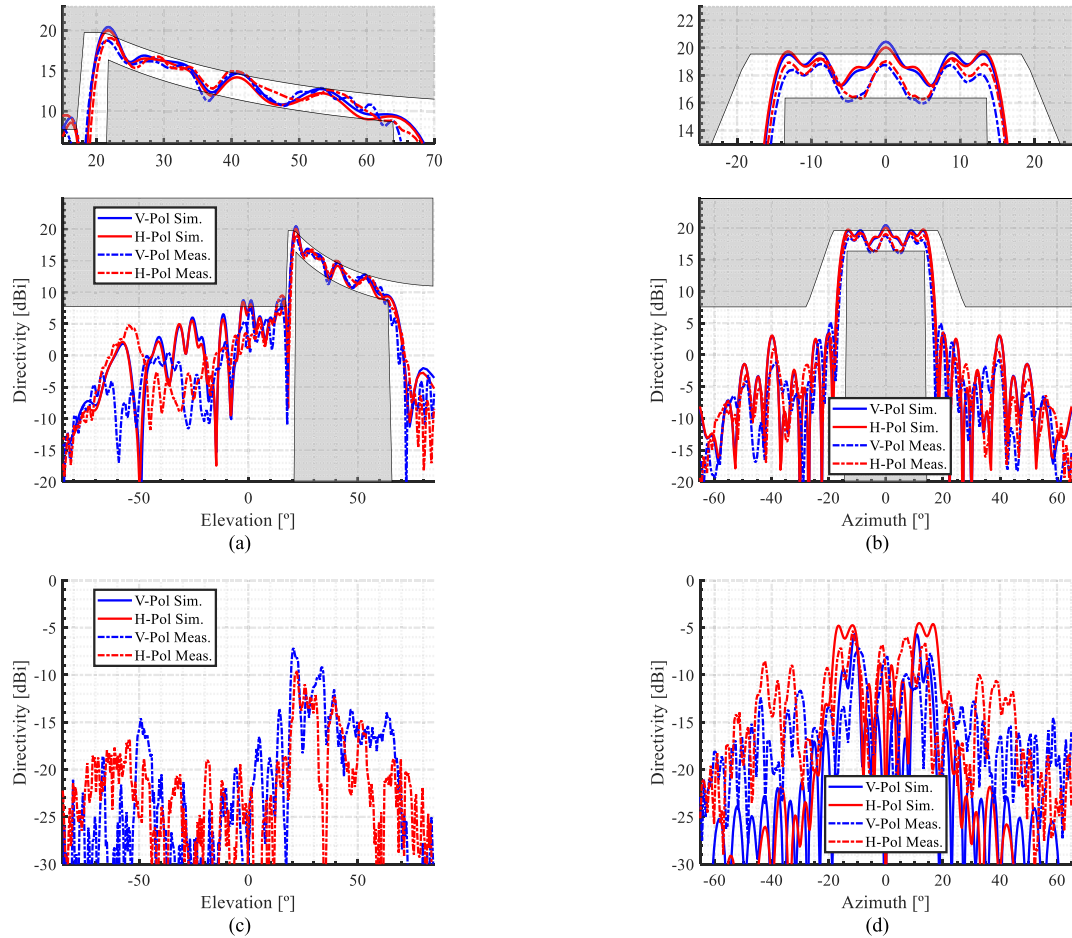 20
15
10
20 30 40 50 60 70
22
20
18
16
14
-20 -10 0 10 20
Directivity [dBi]
20
15
10
5
0
-5
-10
-15
-20
V-Pol Sim.
H-Pol Sim.
V-Pol Meas.
H-Pol Meas.
-50 0 50
Elevation [º]
(a)
Directivity [dBi]
20
15
10
5
0
-5
-10
-15
-20
V-Pol Sim.
H-Pol Sim.
V-Pol Meas.
H-Pol Meas.
-60 -40 -20 0 20 40 60
Azimuth [º]
(b)
Directivity [dBi]
0
-5
-10
-15
-20
-25
-30
V-Pol Sim.
H-Pol Sim.
V-Pol Meas.
H-Pol Meas.
-50 0 50
Elevation [º]
(c)
Directivity [dBi]
0
-5
-10
-15
-20
-25
-30
V-Pol Sim.
H-Pol Sim.
V-Pol Meas.
H-Pol Meas.
-60 -40 -20 0 20 40 60
Azimuth [º]
(d)